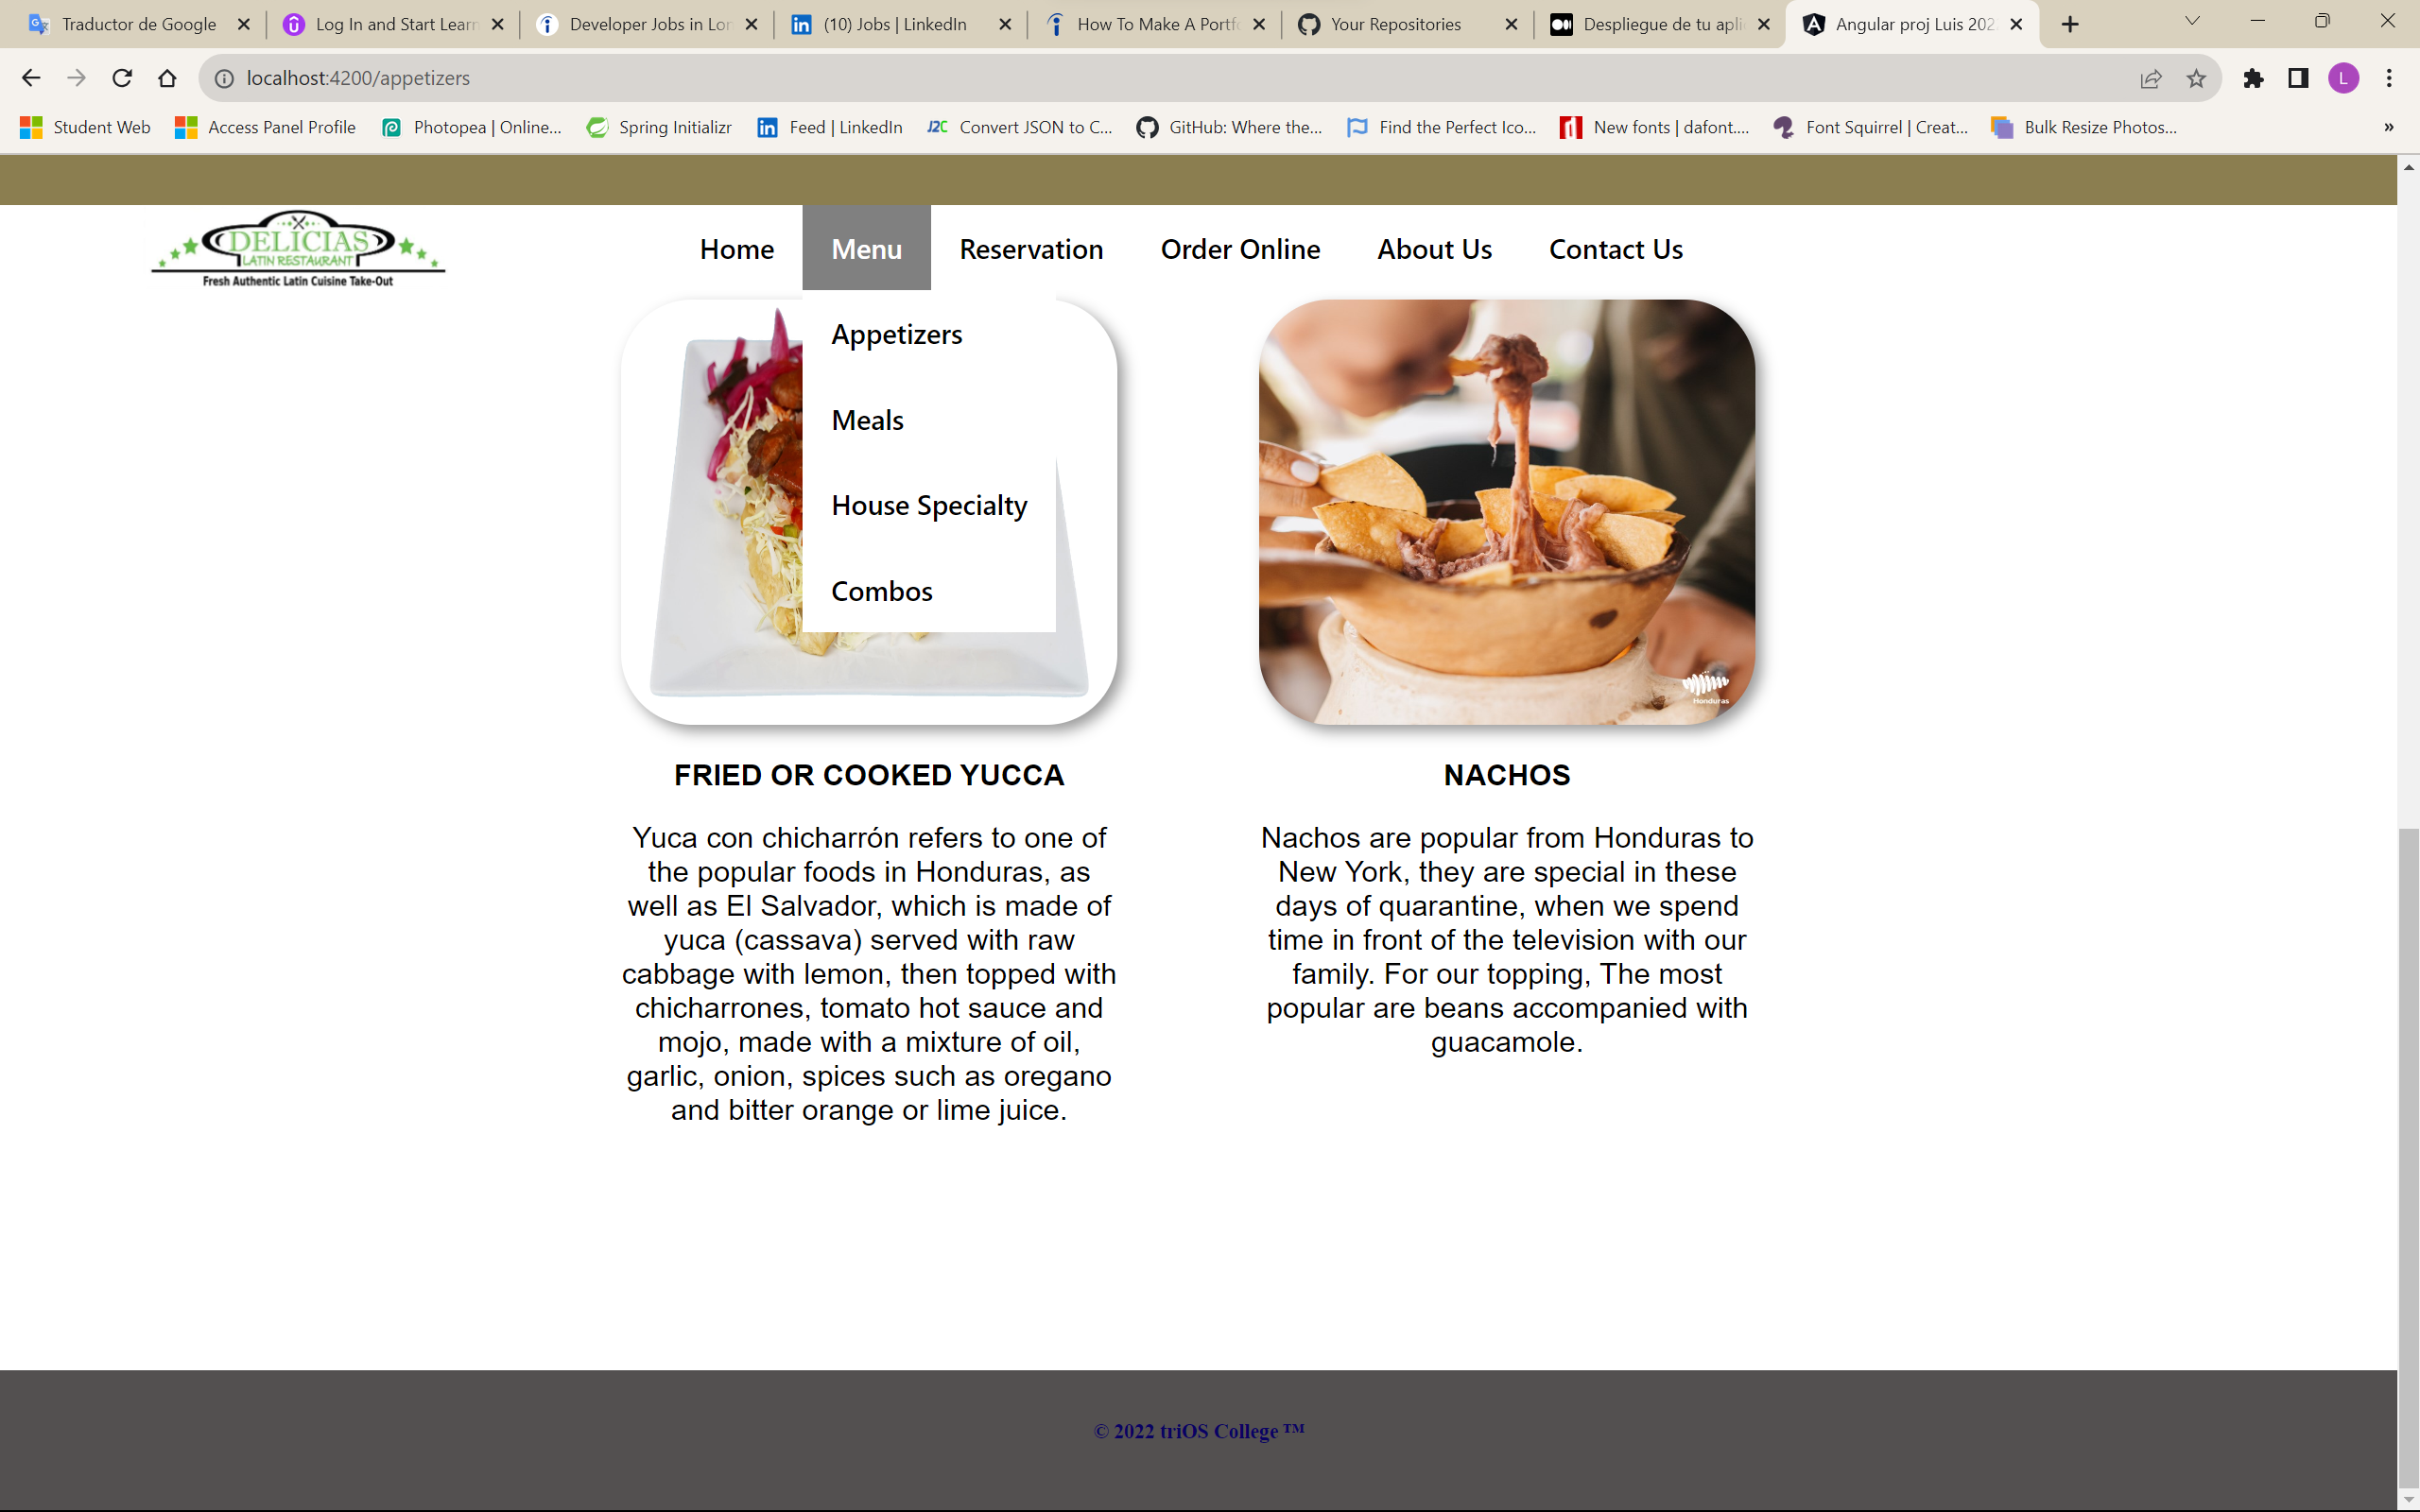 Traductor de Google
Log In and Start Learn
Developer Jobs in Lon
(10) Jobs | LinkedIn
How To Make A Portfo
Your Repositories
Despliegue de tu apli
Angular proj Luis 202
localhost:4200/appetizers
L
Student Web
Access Panel Profile
Photopea | Online...
Spring Initializr
Feed | LinkedIn
J2C Convert JSON to C...
GitHub: Where the...
Find the Perfect Ico...
New fonts | dafont....
Font Squirrel | Creat...
Bulk Resize Photos...
»
DELICIAS
LATIN RESTAURANT
Fresh Authentic Latin Cuisine Take-Out
Home
Menu
Reservation
Order Online
About Us
Contact Us
Appetizers
Meals
House Specialty
Combos
Honduras
FRIED OR COOKED YUCCA
Yuca con chicharrón refers to one of
the popular foods in Honduras, as
well as El Salvador, which is made of
yuca (cassava) served with raw
cabbage with lemon, then topped with
chicharrones, tomato hot sauce and
mojo, made with a mixture of oil,
garlic, onion, spices such as oregano
and bitter orange or lime juice.
NACHOS
Nachos are popular from Honduras to
New York, they are special in these
days of quarantine, when we spend
time in front of the television with our
family. For our topping, The most
popular are beans accompanied with
guacamole.
© 2022 triOS College ™